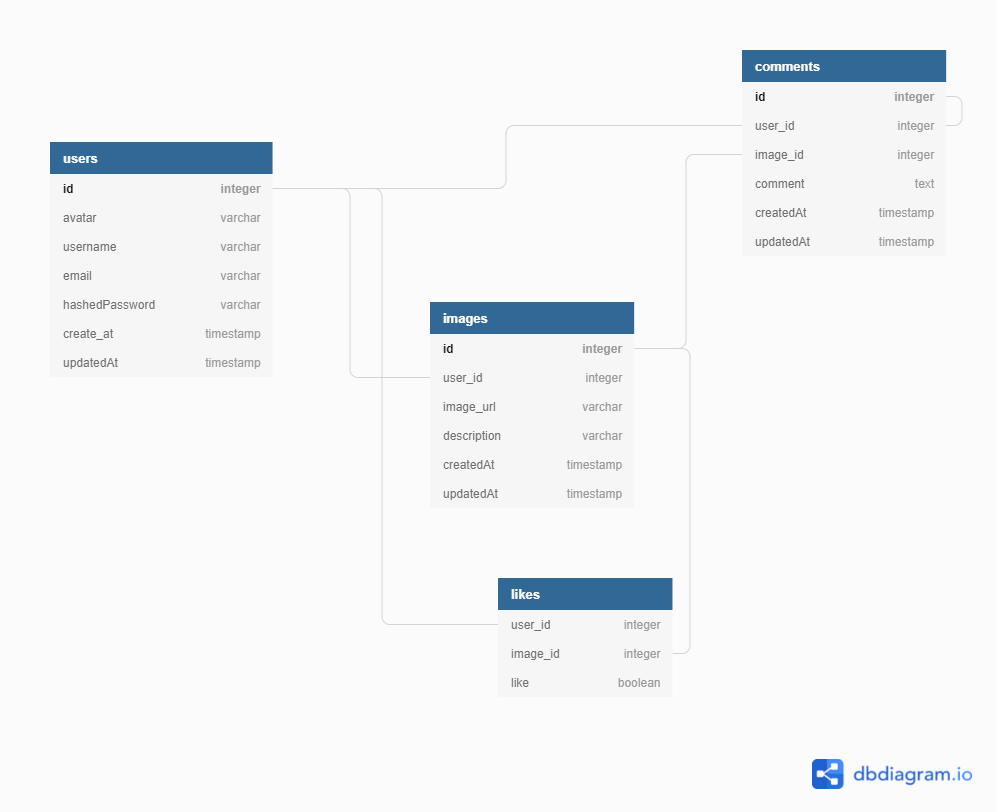 users
id integer
avatar varchar
username varchar
email varchar
hashedPassword varchar
create_at timestamp
updatedAt timestamp
comments
id integer
user_id integer
image_id integer
comment text
createdAt timestamp
updatedAt timestamp
images
id integer
user_id integer
image_url varchar
description varchar
createdAt timestamp
updatedAt timestamp
likes
user_id integer
image_id integer
like boolean
dbdiagram.io